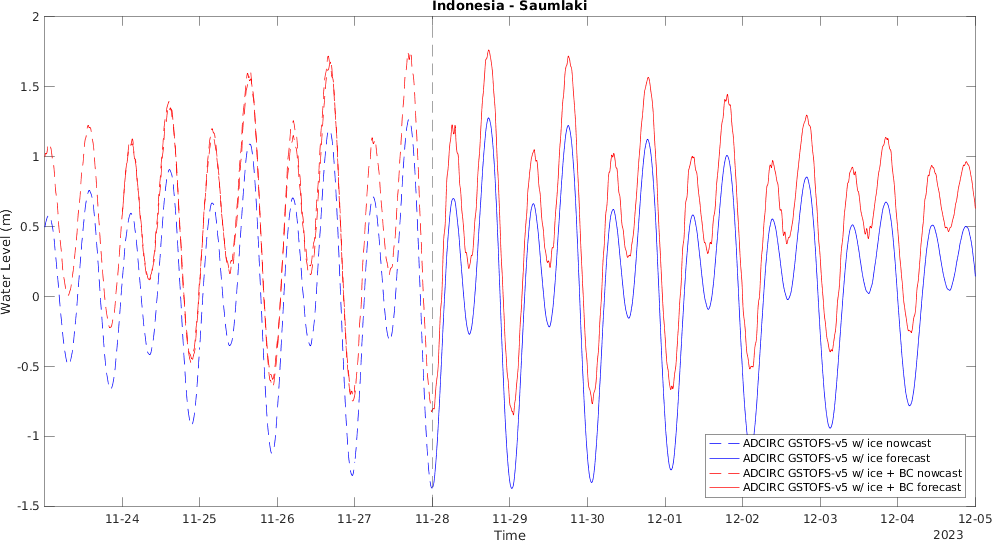 Indonesia - Saumlaki
Water Level (m)
2
1.5
1
0.5
0
-0.5
-1
-1.5
ADCIRC GSTOFS-v5 w/ ice nowcast
ADCIRC GSTOFS-v5 w/ ice forecast
ADCIRC GSTOFS-v5 w/ ice + BC nowcast
ADCIRC GSTOFS-v5 w/ ice + BC forecast
11-24 11-25 11-26 11-27 11-28 11-29 11-30 12-01 12-02 12-03 12-04 12-05
Time
2023